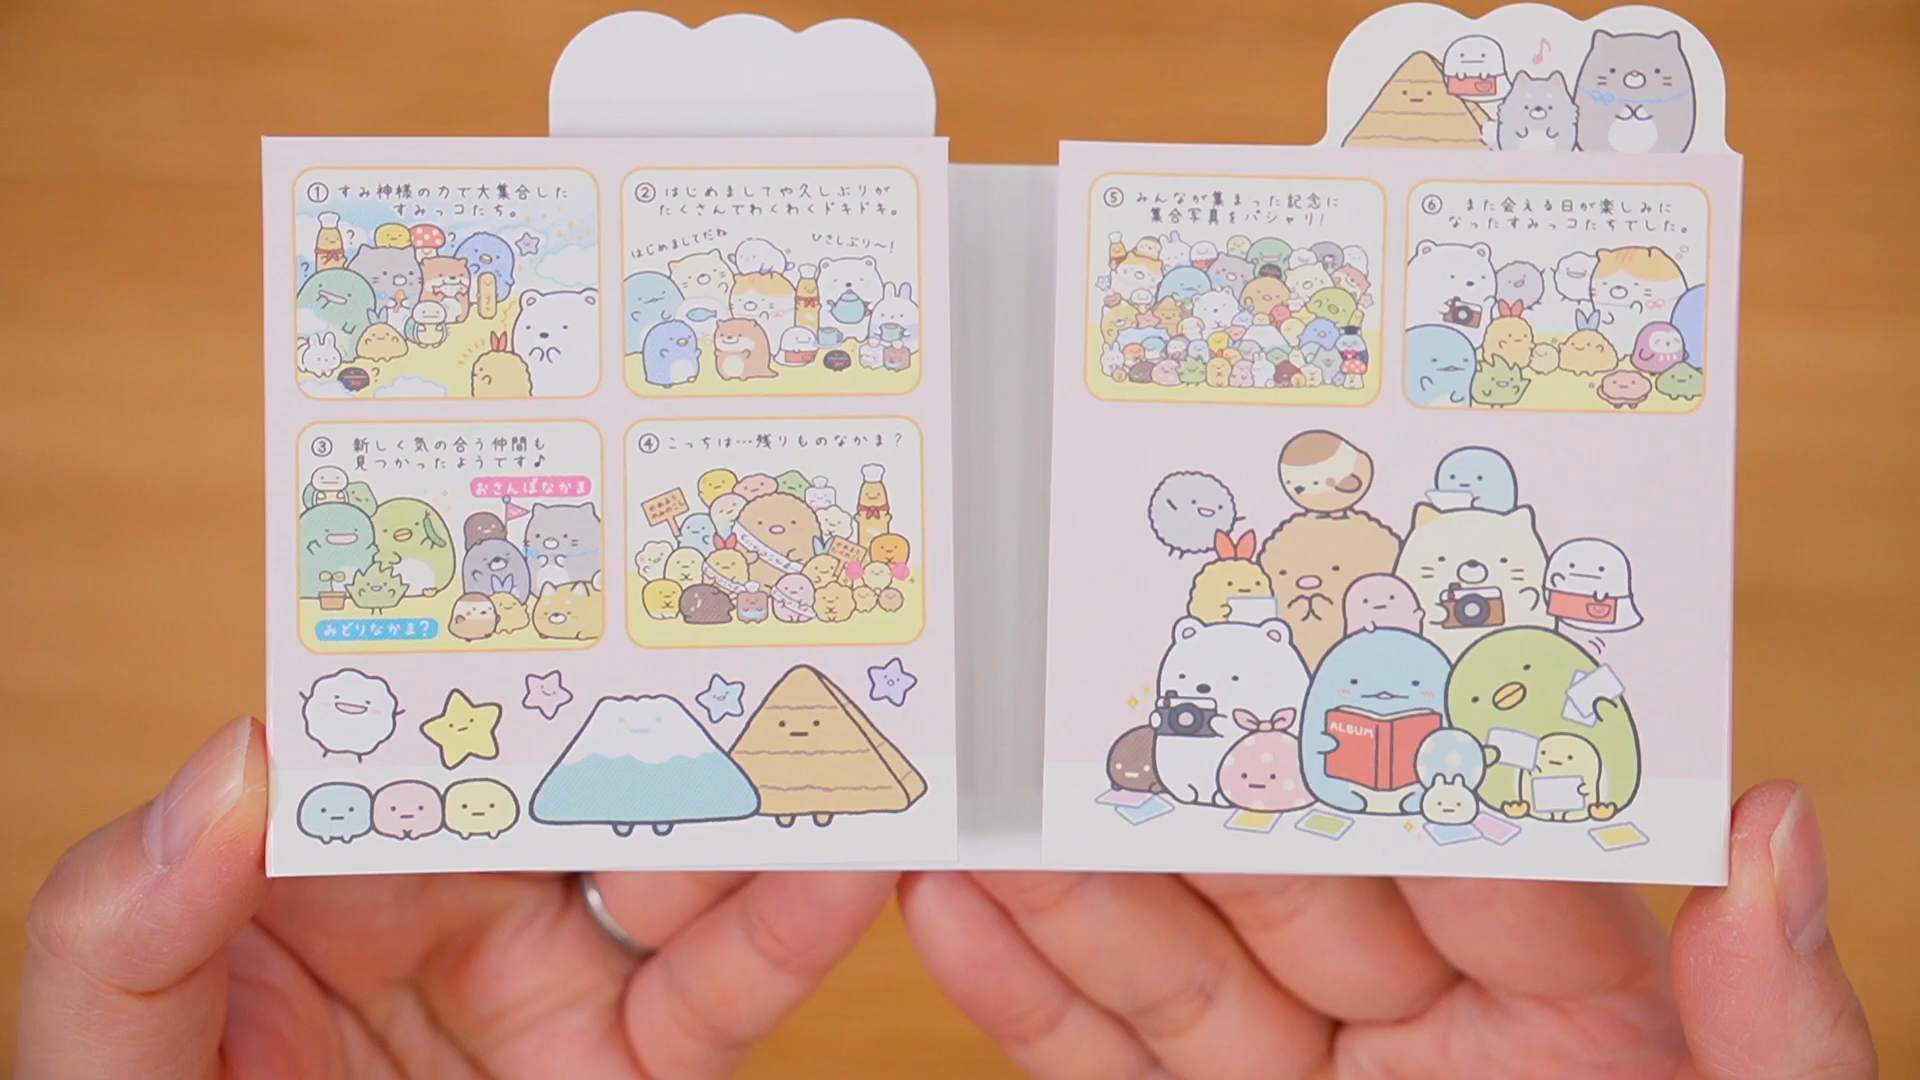 ① すみ神様の力で大集合した
すみっコたち。
② はじめましてや久しぶりが
たくさんでわくわくドキドキ。
はじめましてだね
ひさしぶり〜!
③ 新しく気の合う仲間も
見つかったようです♪
おさんぽなかま
みどりなかま?
④ こっちは…残りものなかま?
⑤ みんなが集まった記念に
集合写真をパシャリ!
⑥ また会える日が楽しみに
なったすみっコたちでした。
ALBUM